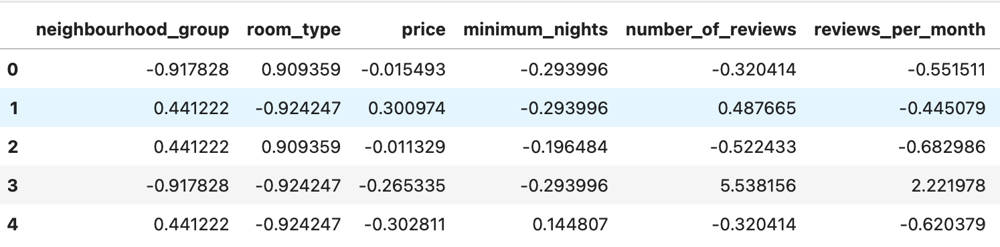 neighbourhood_group room_type price minimum_nights number_of_reviews reviews_per_month
0 -0.917828 0.909359 -0.015493 -0.293996 -0.320414 -0.551511
1 0.441222 -0.924247 0.300974 -0.293996 0.487665 -0.445079
2 0.441222 0.909359 -0.011329 -0.196484 -0.522433 -0.682986
3 -0.917828 -0.924247 -0.265335 -0.293996 5.538156 2.221978
4 0.441222 -0.924247 -0.302811 0.144807 -0.320414 -0.620379